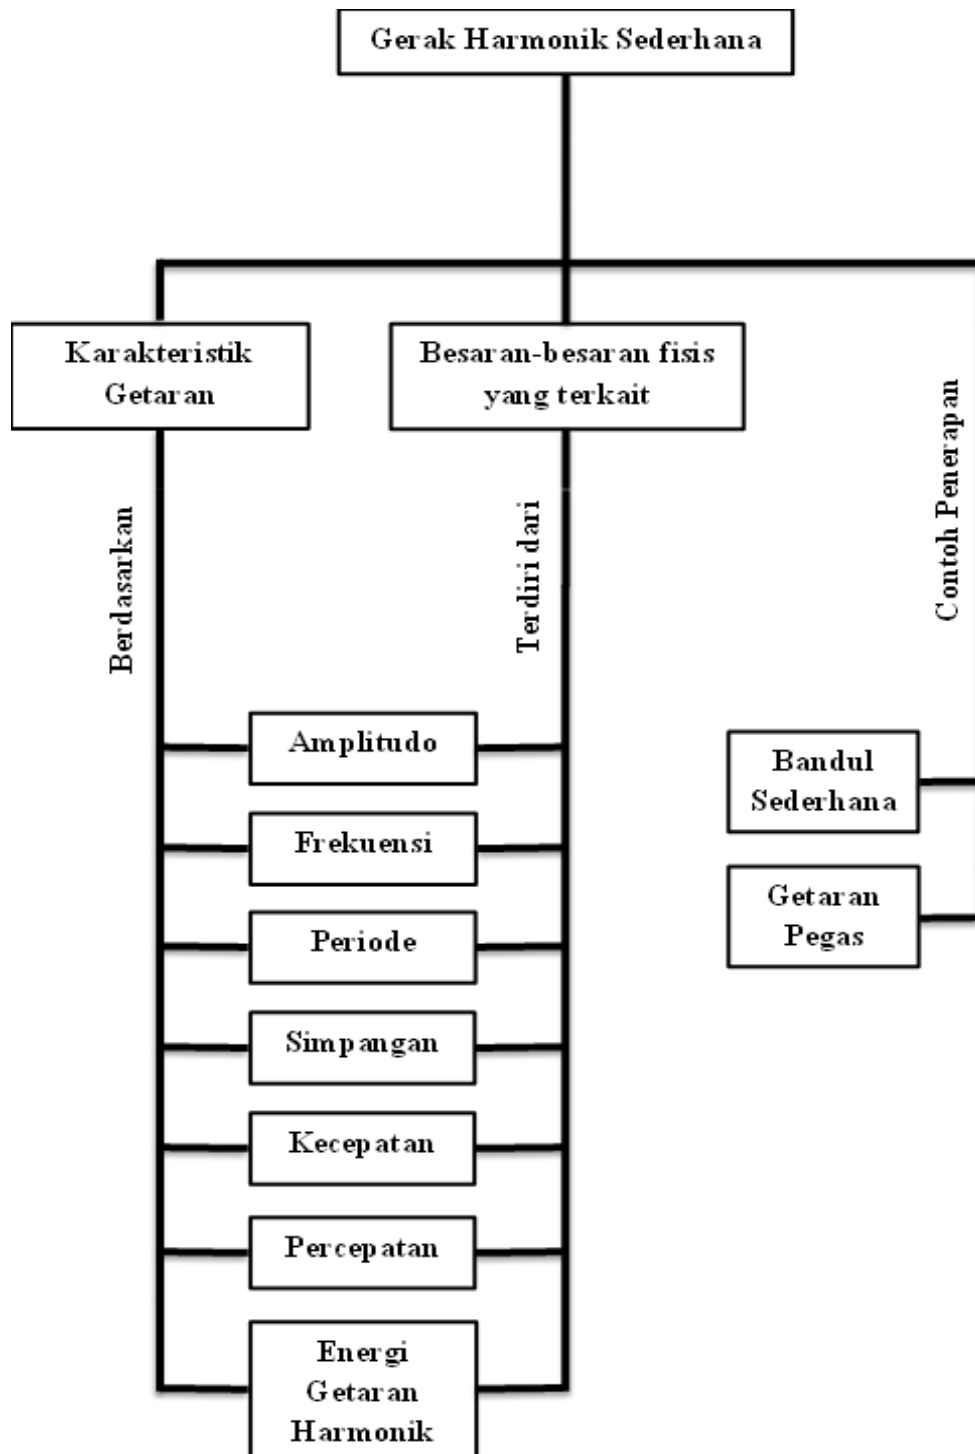 Gerak Harmonik Sederhana
Karakteristik
Getaran
Besaran-besaran fisis
yang terkait
Berdasarkan
Terdiri dari
Contoh Penerapan
Amplitudo
Frekuensi
Periode
Simpangan
Kecepatan
Percepatan
Energi
Getaran
Harmonik
Bandul
Sederhana
Getaran
Pegas